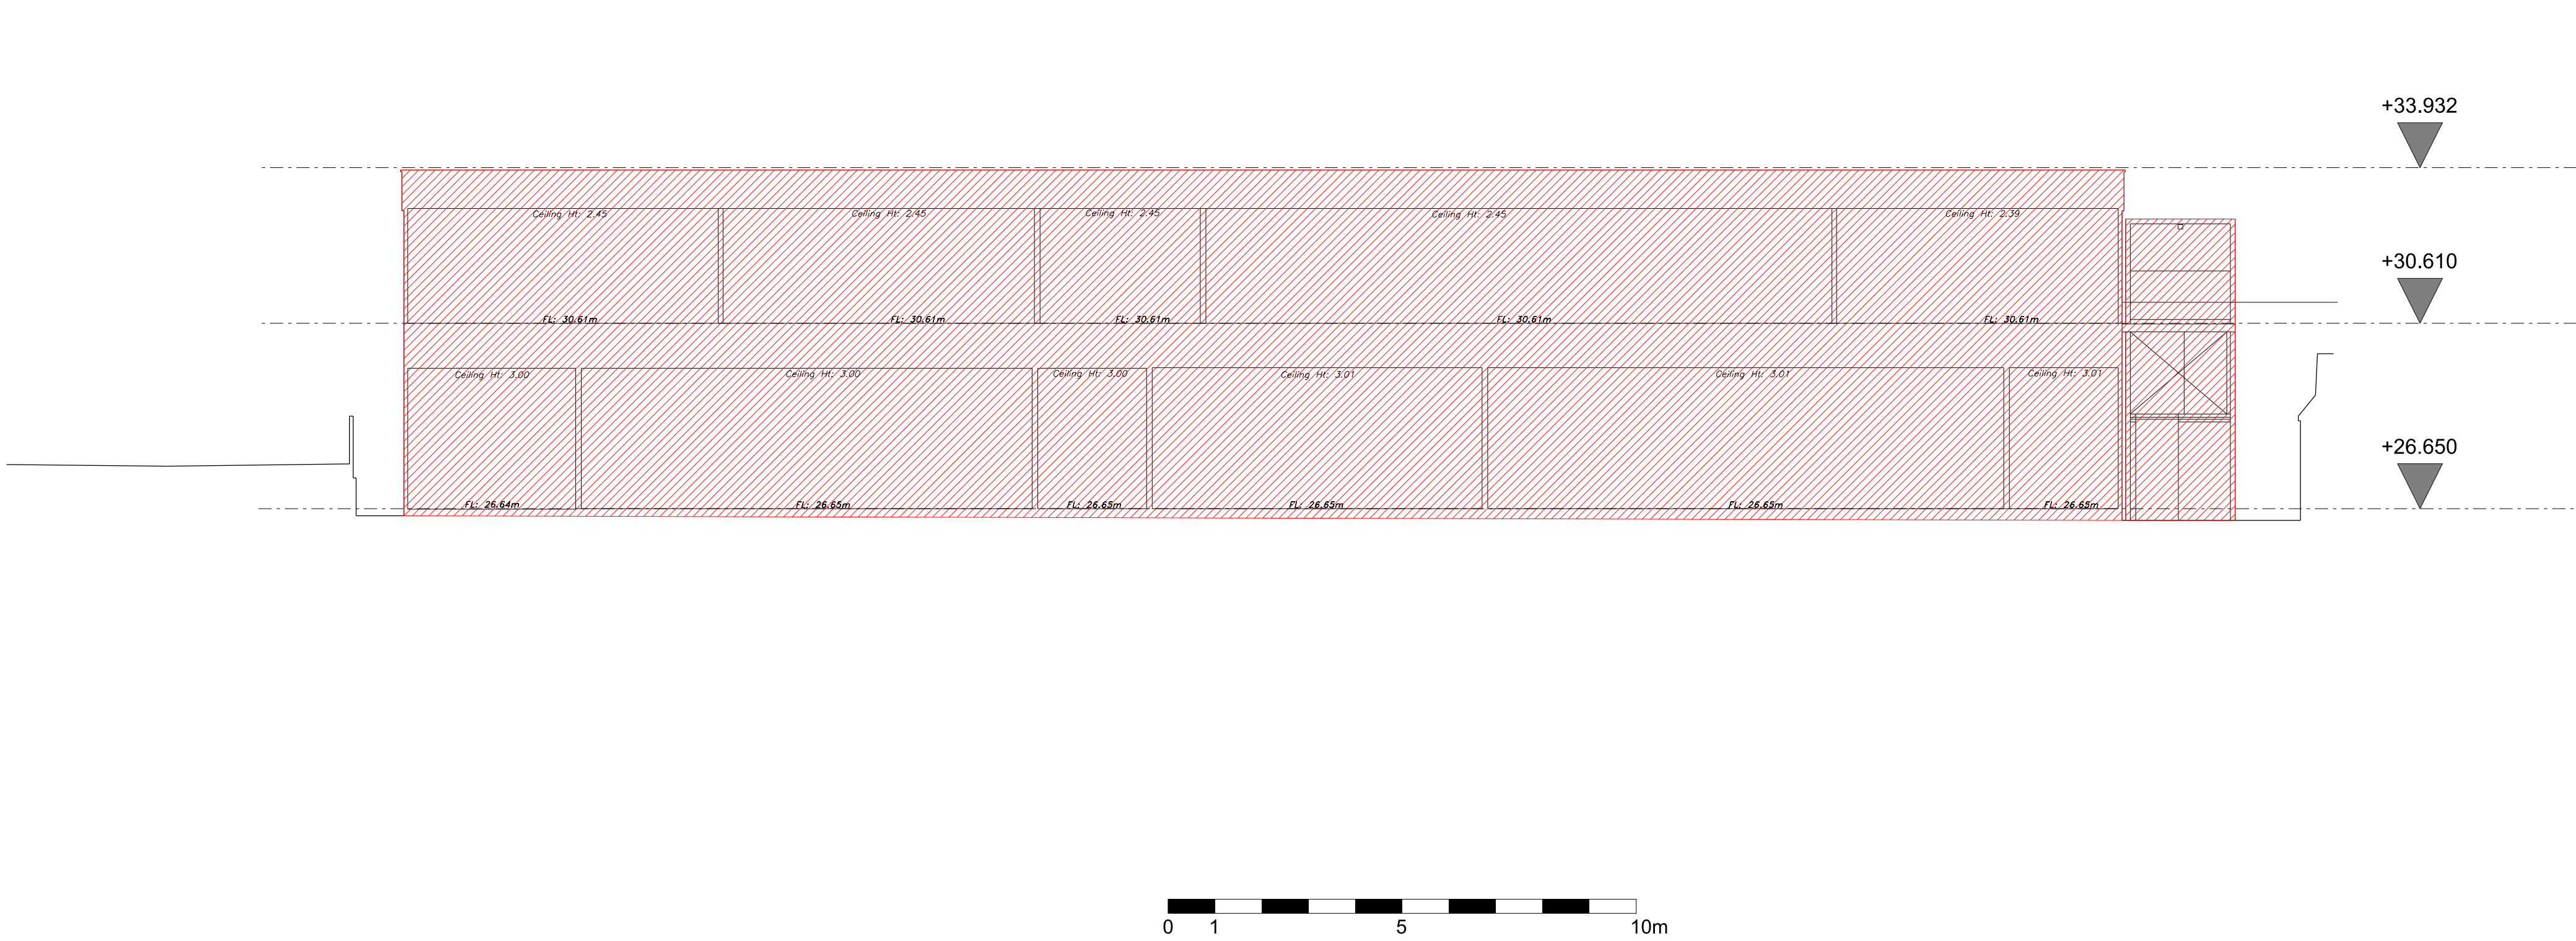 +33.932
Ceiling Ht: 2.45
Ceiling Ht: 2.45
Ceiling Ht: 2.45
Ceiling Ht: 2.45
Ceiling Ht: 2.39
+30.610
FL: 30.61m
FL: 30.61m
FL: 30.61m
FL: 30.61m
FL: 30.61m
Ceiling Ht: 3.00
Ceiling Ht: 3.00
Ceiling Ht: 3.00
Ceiling Ht: 3.01
Ceiling Ht: 3.01
Ceiling Ht: 3.01
+26.650
FL: 26.64m
FL: 26.65m
FL: 26.65m
FL: 26.65m
FL: 26.65m
FL: 26.65m
0 1 5 10m